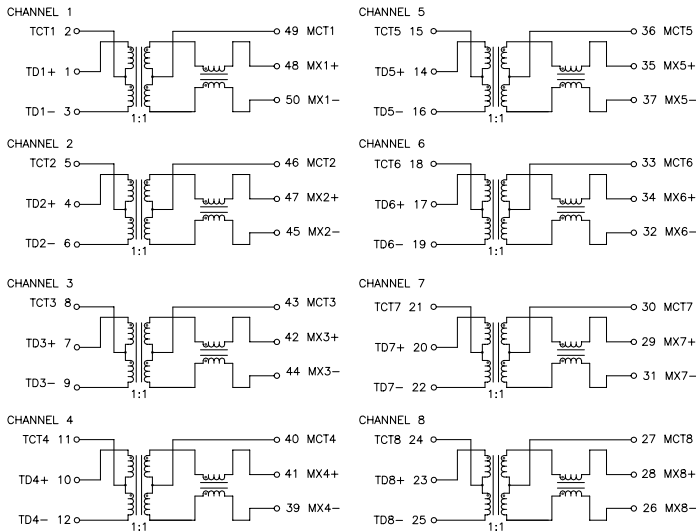 CHANNEL 1
TCT1 2 49 MCT1
TD1+ 1 48 MX1+
TD1− 3 50 MX1−
1:1
CHANNEL 2
TCT2 5 46 MCT2
TD2+ 4 47 MX2+
TD2− 6 45 MX2−
1:1
CHANNEL 3
TCT3 8 43 MCT3
TD3+ 7 42 MX3+
TD3− 9 44 MX3−
1:1
CHANNEL 4
TCT4 11 40 MCT4
TD4+ 10 41 MX4+
TD4− 12 39 MX4−
1:1
CHANNEL 5
TCT5 15 36 MCT5
TD5+ 14 35 MX5+
TD5− 16 37 MX5−
1:1
CHANNEL 6
TCT6 18 33 MCT6
TD6+ 17 34 MX6+
TD6− 19 32 MX6−
1:1
CHANNEL 7
TCT7 21 30 MCT7
TD7+ 20 29 MX7+
TD7− 22 31 MX7−
1:1
CHANNEL 8
TCT8 24 27 MCT8
TD8+ 23 28 MX8+
TD8− 25 26 MX8−
1:1